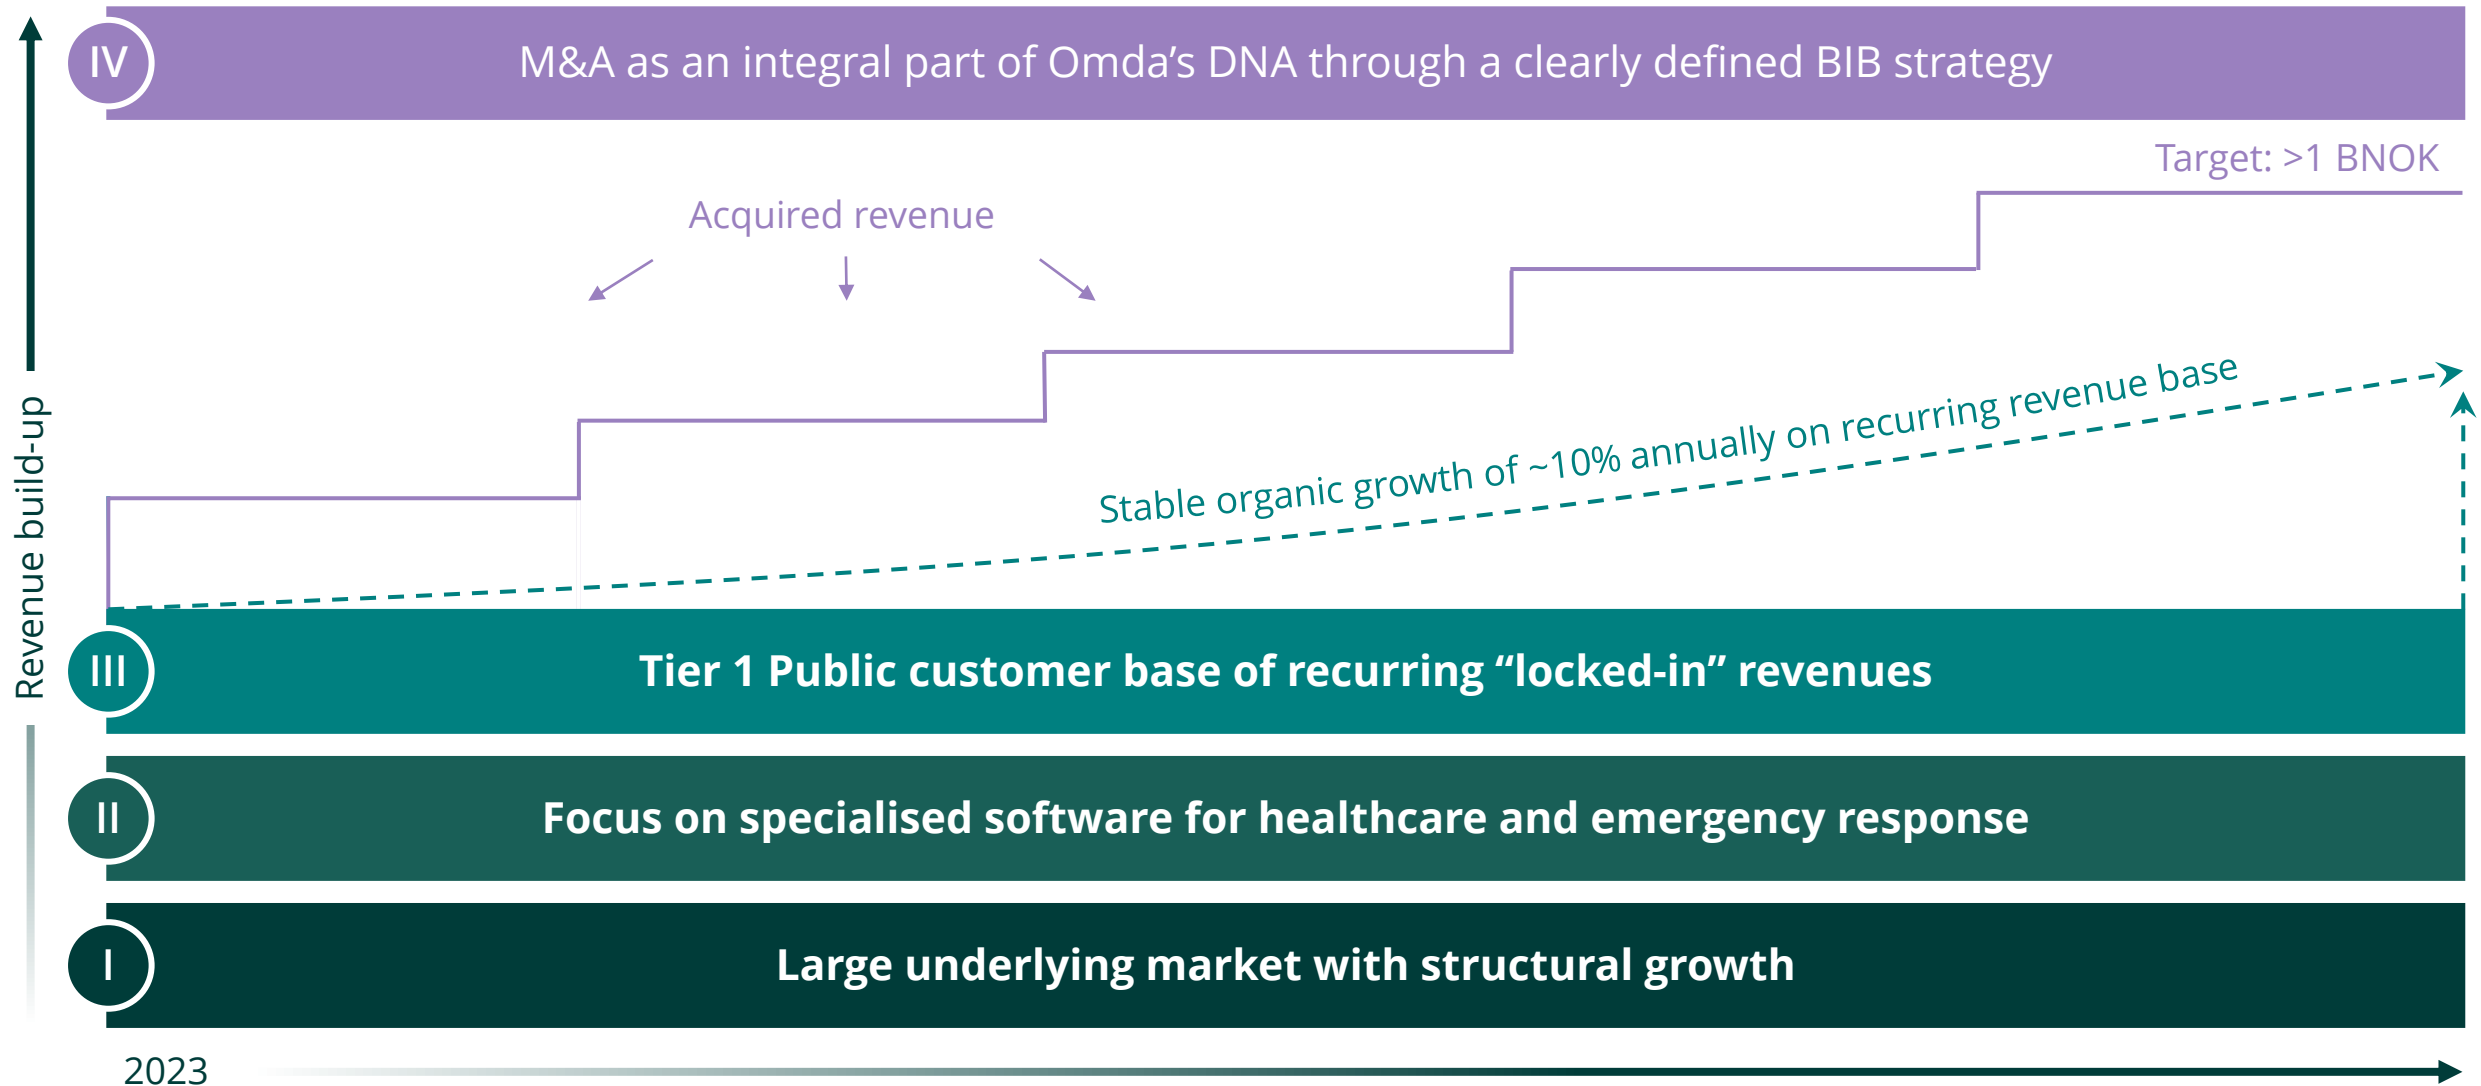 IV
M&A as an integral part of Omda’s DNA through a clearly defined BIB strategy
Target: >1 BNOK
Acquired revenue
Stable organic growth of ~10% annually on recurring revenue base
Revenue build-up
III
Tier 1 Public customer base of recurring “locked-in” revenues
II
Focus on specialised software for healthcare and emergency response
I
Large underlying market with structural growth
2023